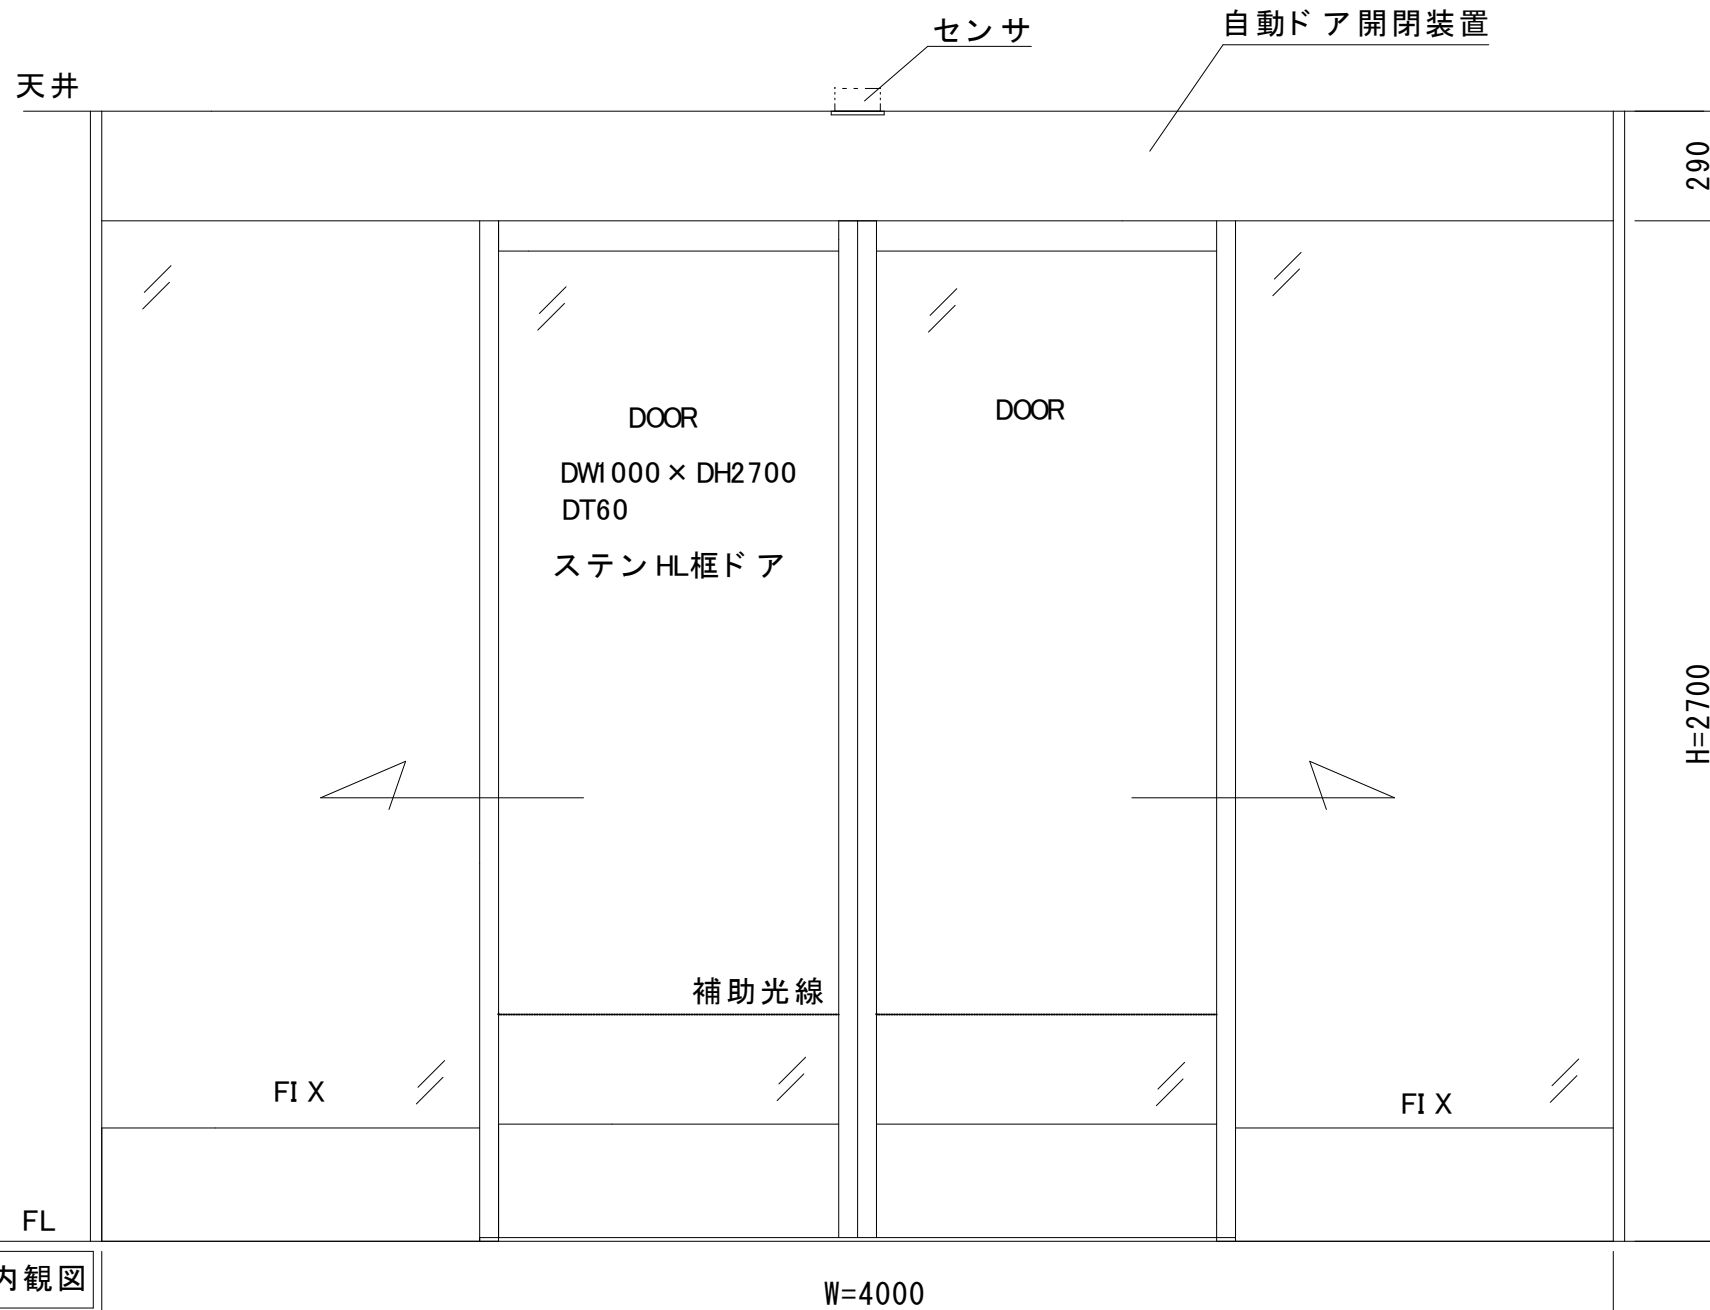 センサ
自動ドア開閉装置
天井
290
DOOR
DOOR
DW1000×DH2700
DT60
ステンHL框ドア
H=2700
補助光線
FIX
FIX
FL
内観図
W=4000